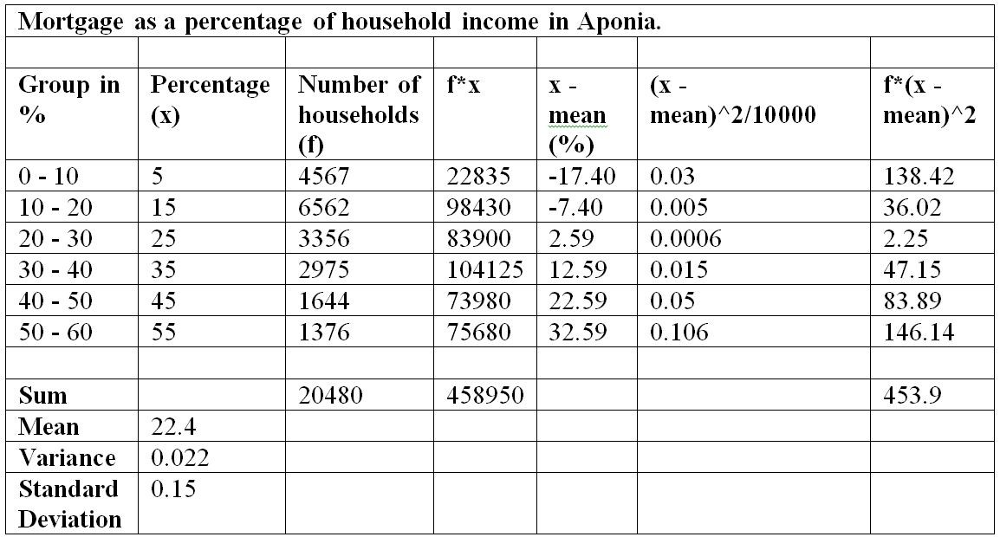 Mortgage as a percentage of household income in Aponia.
Group in % Percentage (x) Number of households (f) f*x x - mean (%) (x - mean)^2/10000 f*(x - mean)^2
0 - 10 5 4567 22835 -17.40 0.03 138.42
10 - 20 15 6562 98430 -7.40 0.005 36.02
20 - 30 25 3356 83900 2.59 0.0006 2.25
30 - 40 35 2975 104125 12.59 0.015 47.15
40 - 50 45 1644 73980 22.59 0.05 83.89
50 - 60 55 1376 75680 32.59 0.106 146.14
Sum 20480 458950 453.9
Mean 22.4
Variance 0.022
Standard Deviation 0.15